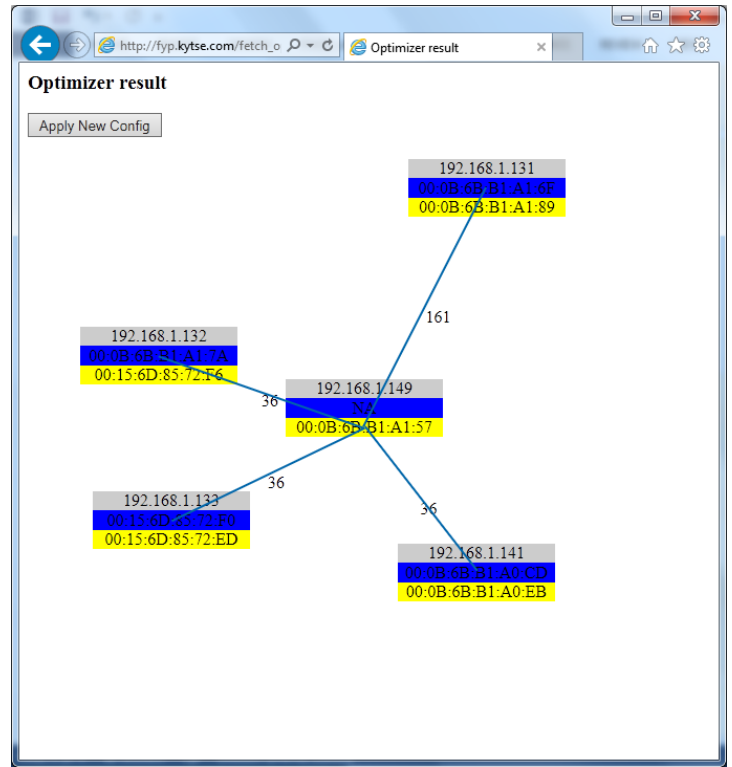 http://fyp.kytse.com/fetch_o
Optimizer result
Optimizer result
Apply New Config
192.168.1.131
00:0B:6B:B1:A1:6F
00:0B:6B:B1:A1:89
161
192.168.1.132
00:0B:6B:B1:A1:7A
00:15:6D:85:72:F6
36
192.168.1.149
NA
00:0B:6B:B1:A1:57
36
192.168.1.133
00:15:6D:85:72:F0
00:15:6D:85:72:ED
36
192.168.1.141
00:0B:6B:B1:A0:CD
00:0B:6B:B1:A0:EB